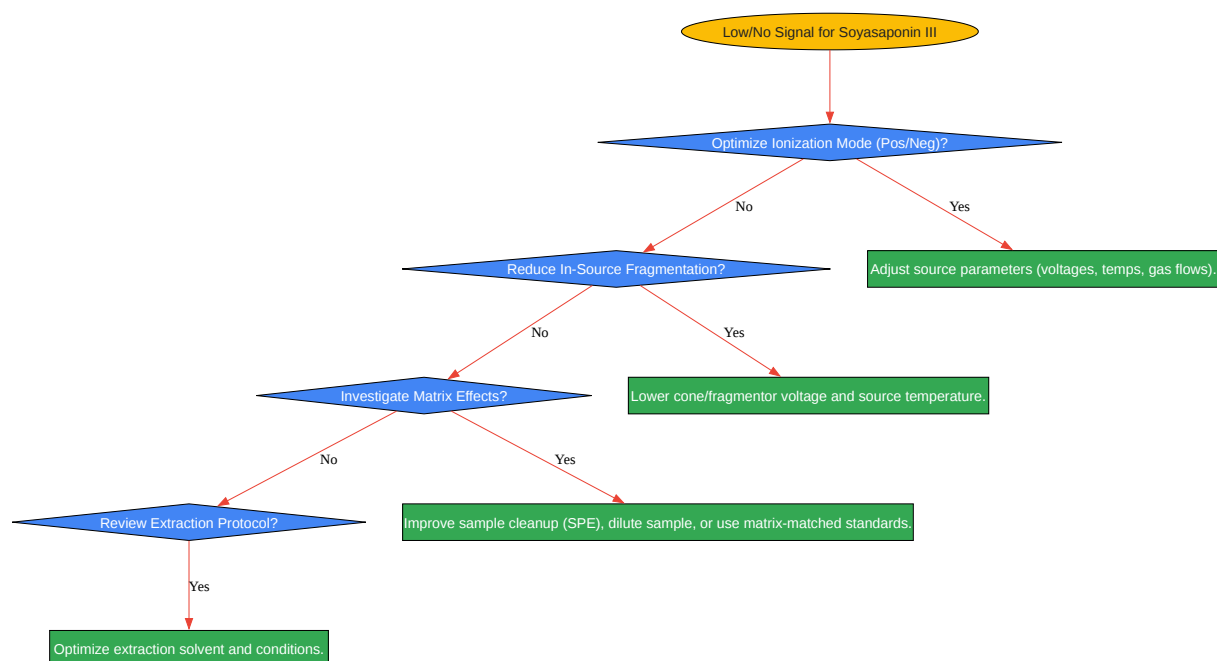 Low/No Signal for Soyasaponin III
Optimize Ionization Mode (Pos/Neg)?
No
Yes
Reduce In-Source Fragmentation?
Adjust source parameters (voltages, temps, gas flows).
No
Yes
Investigate Matrix Effects?
Lower cone/fragmentor voltage and source temperature.
No
Yes
Review Extraction Protocol?
Improve sample cleanup (SPE), dilute sample, or use matrix-matched standards.
Yes
Optimize extraction solvent and conditions.